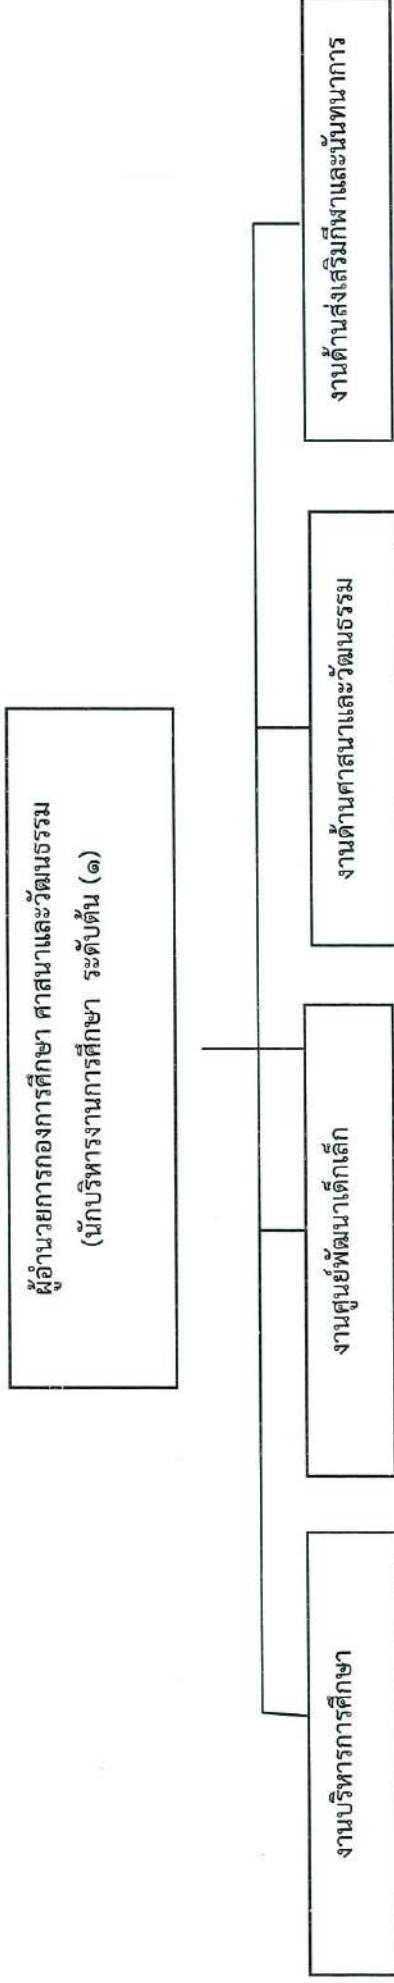 ผู้อำนวยการกองการศึกษา ศาสนาและวัฒนธรรม
(นักบริหารงานการศึกษา ระดับต้น (๑)
งานบริหารการศึกษา
งานศูนย์พัฒนาเด็กเล็ก
งานด้านศาสนาและวัฒนธรรม
งานด้านส่งเสริมกีฬาและนันทนาการ